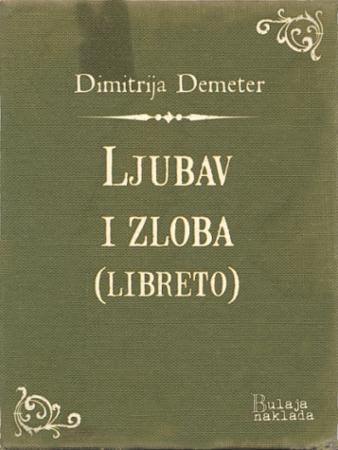 Dimitrija Demeter
LJUBAV
I ZLOBA
(LIBRETO)
Bulaja
naklada